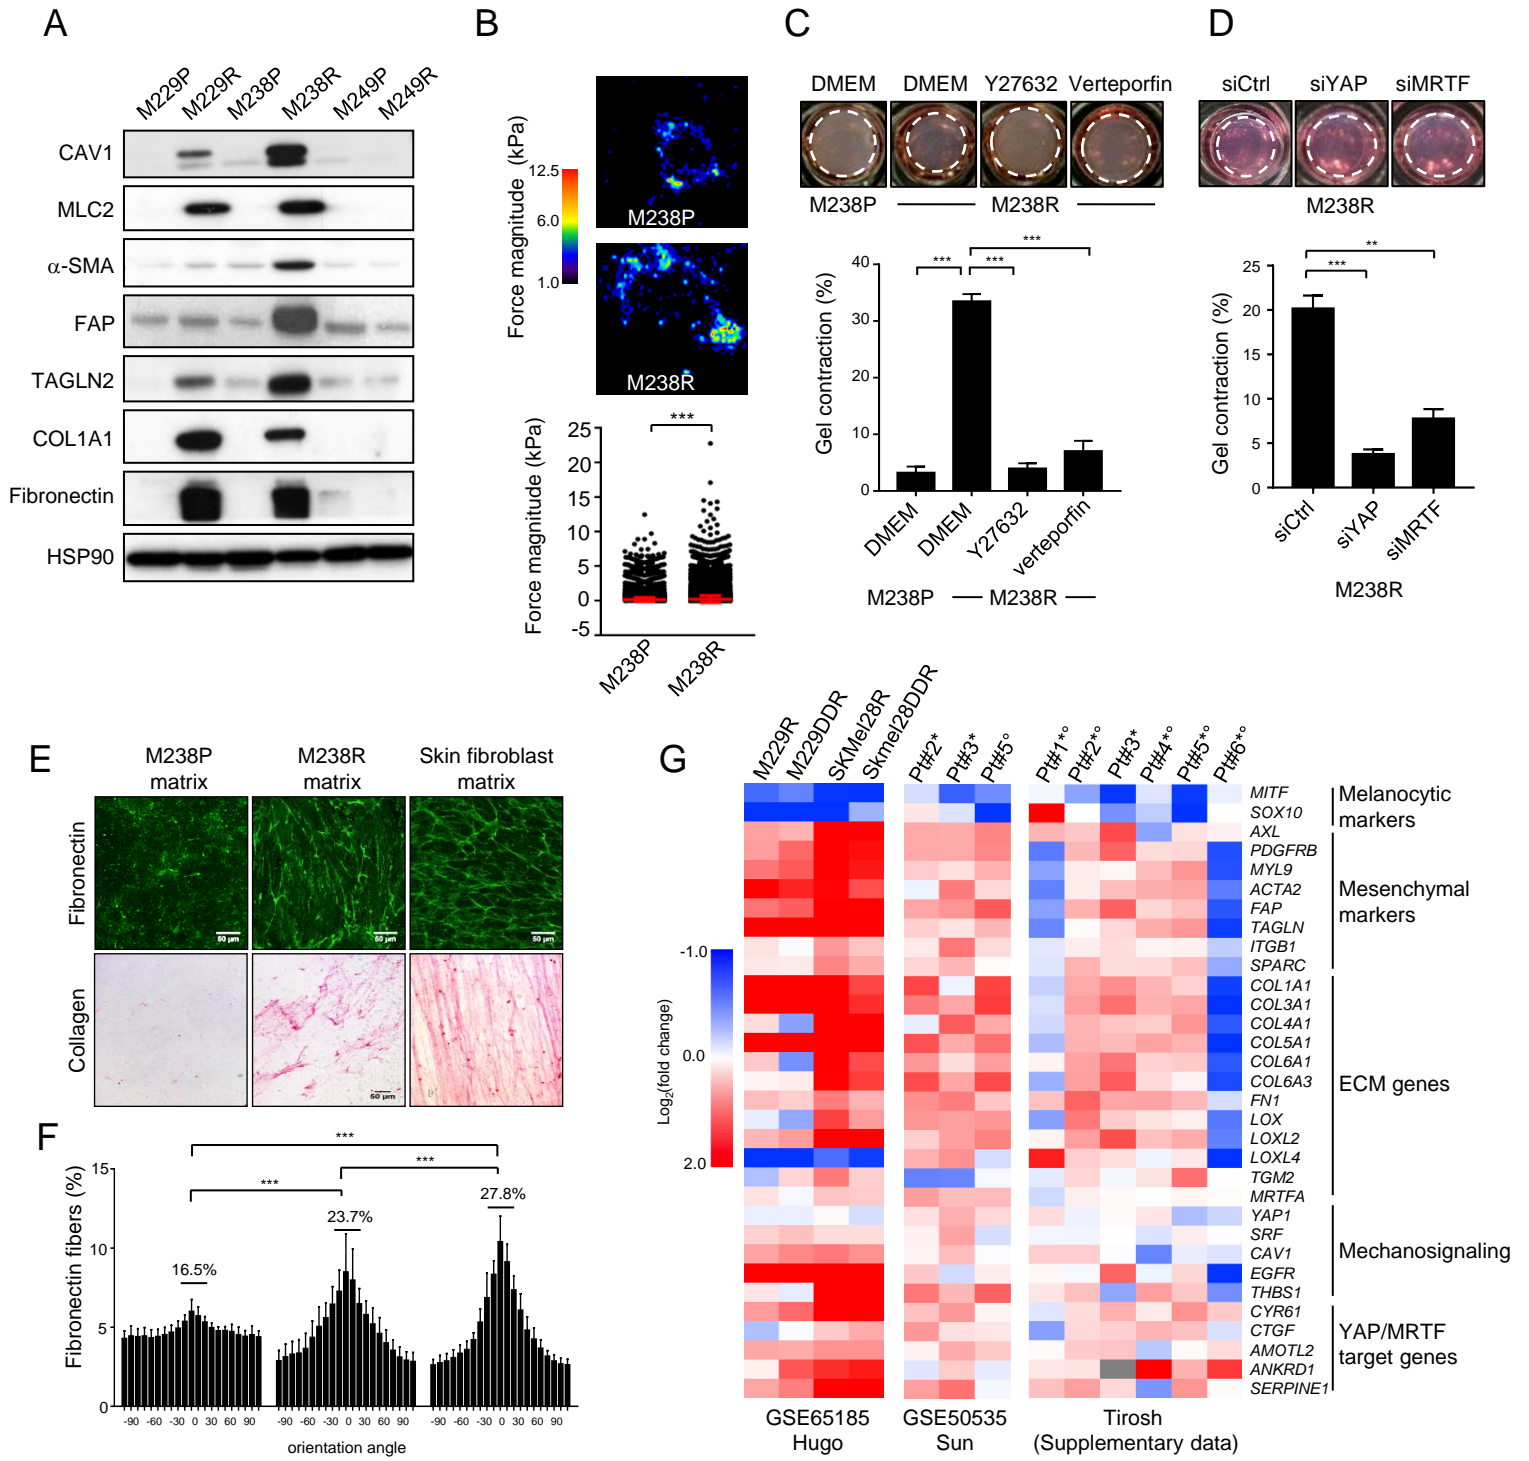 A
M229P
M229R
M238P
M238R
M249P
M249R
CAV1
MLC2
α-SMA
FAP
TAGLN2
COL1A1
Fibronectin
HSP90
B
Force magnitude (kPa)
12.5
6.0
1.0
M238P
M238R
***
Force magnitude (kPa)
25
20
15
10
5
0
-5
M238P
M238R
C
DMEM DMEM Y27632 Verteporfin
M238P M238R
***
*** ***
Gel contraction (%)
40
30
20
10
0
DMEM
DMEM
Y27632
verteporfin
M238P M238R
D
siCtrl siYAP siMRTF
M238R
**
***
Gel contraction (%)
25
20
15
10
5
0
siCtrl
siYAP
siMRTF
M238R
E
M238P
matrix
M238R
matrix
Skin fibroblast
matrix
Fibronectin
50 µm
50 µm
50 µm
Collagen
50 µm
F
***
***
***
Fibronectin fibers (%)
15
10
5
0
16.5%
23.7%
27.8%
-90 -60 -30 0 30 60 90
-90 -60 -30 0 30 60 90
-90 -60 -30 0 30 60 90
orientation angle
G
M229R
M229DDR
SKMel28R
Skmel28DDR
Pt#2*
Pt#3*
Pt#5°
Pt#1*°
Pt#2*°
Pt#3*
Pt#4*°
Pt#5*°
Pt#6*°
-1.0
0.0
2.0
Log2(fold change)
MITF
SOX10
AXL
PDGFRB
MYL9
ACTA2
FAP
TAGLN
ITGB1
SPARC
COL1A1
COL3A1
COL4A1
COL5A1
COL6A1
COL6A3
FN1
LOX
LOXL2
LOXL4
TGM2
MRTFA
YAP1
SRF
CAV1
EGFR
THBS1
CYR61
CTGF
AMOTL2
ANKRD1
SERPINE1
Melanocytic
markers
Mesenchymal
markers
ECM genes
Mechanosignaling
YAP/MRTF
target genes
GSE65185
Hugo
GSE50535
Sun
Tirosh
(Supplementary data)